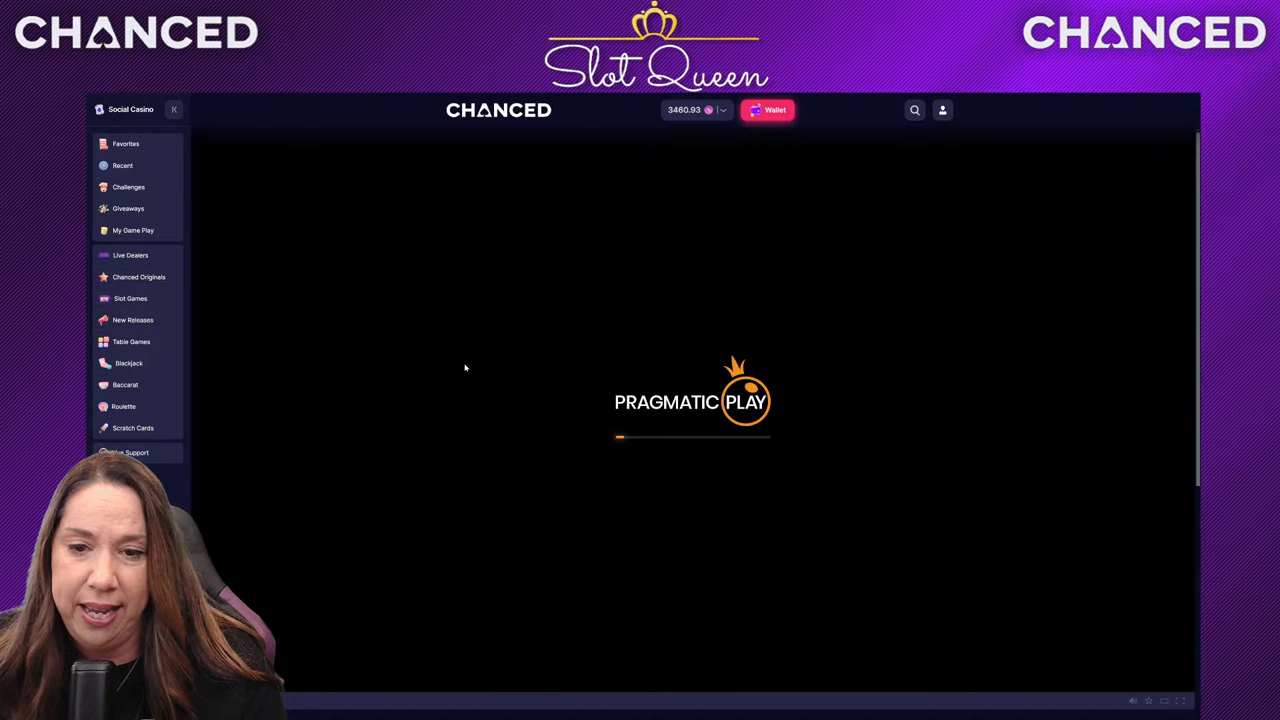 CHANCED
Slot Queen
CHANCED
Social Casino
CHANCED
3460.93
Wallet
Favorites
Recent
Challenges
Giveaways
My Game Play
Live Dealers
Chanced Originals
Slot Games
New Releases
Table Games
Blackjack
Baccarat
Roulette
Scratch Cards
Support
PRAGMATIC PLAY